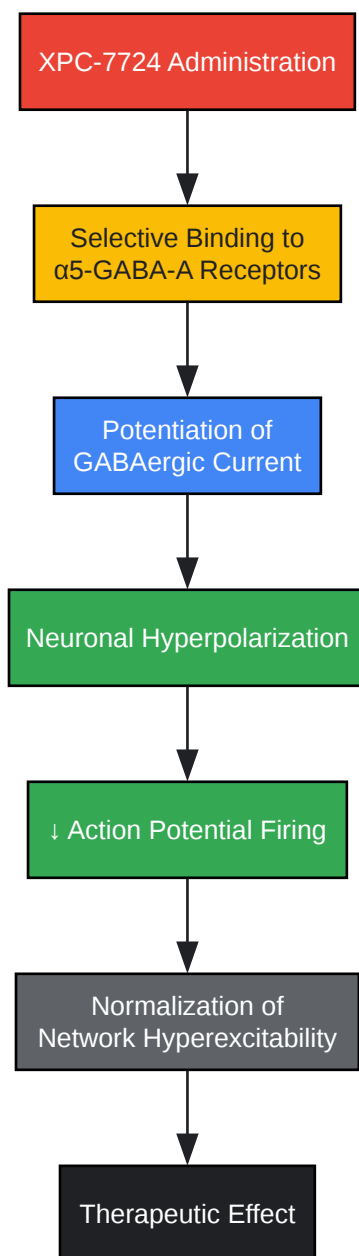 XPC-7724 Administration
Selective Binding to
α5-GABA-A Receptors
Potentiation of
GABAergic Current
Neuronal Hyperpolarization
↓ Action Potential Firing
Normalization of
Network Hyperexcitability
Therapeutic Effect